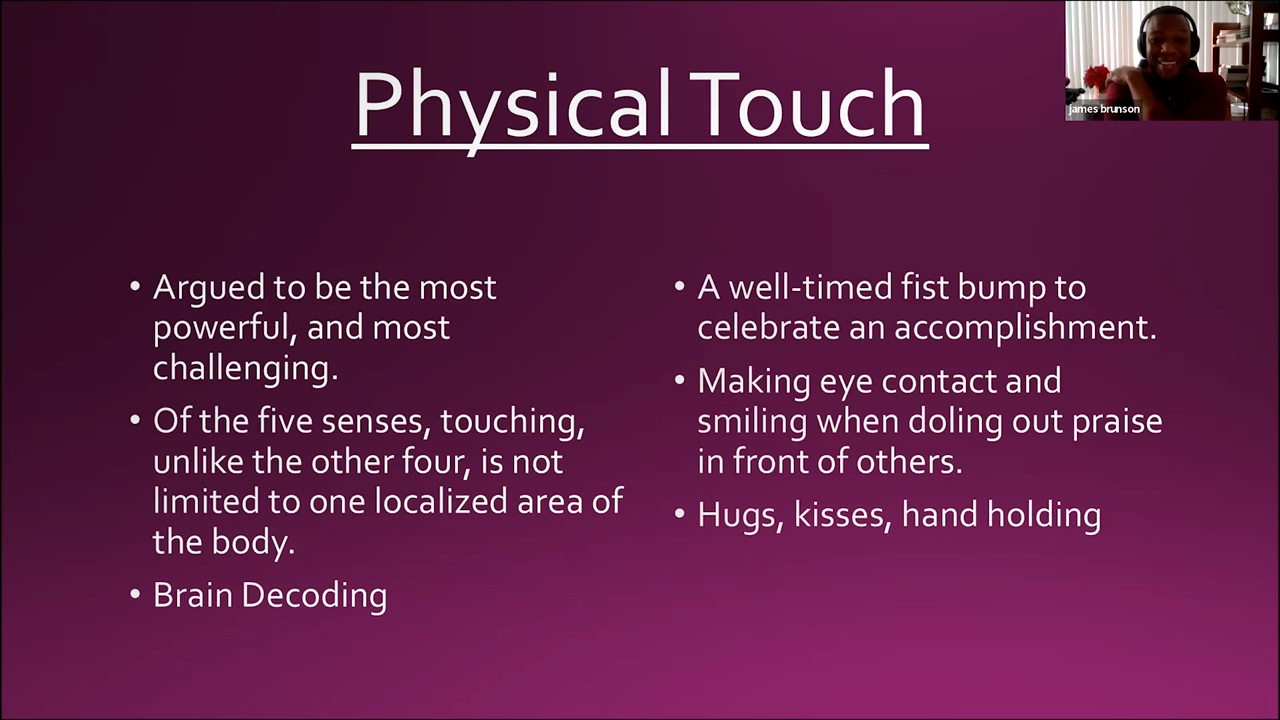 Physical Touch
james brunson
• Argued to be the most
powerful, and most
challenging.
• Of the five senses, touching,
unlike the other four, is not
limited to one localized area of
the body.
• Brain Decoding
• A well-timed fist bump to
celebrate an accomplishment.
• Making eye contact and
smiling when doling out praise
in front of others.
• Hugs, kisses, hand holding